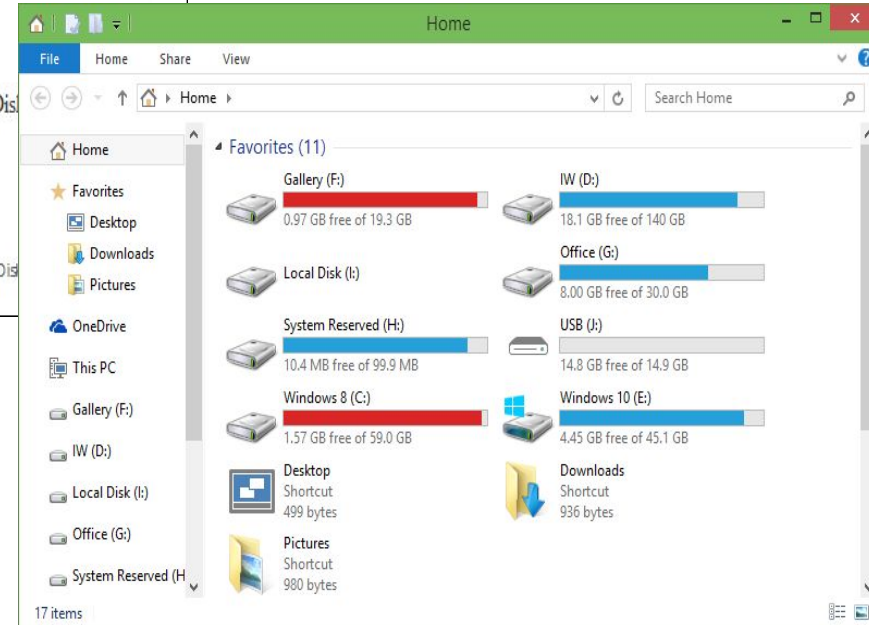 Home
File Home Share View
Home
Search Home
Home
Favorites
Desktop
Downloads
Pictures
OneDrive
This PC
Gallery (F:)
IW (D:)
Local Disk (I:)
Office (G:)
System Reserved (H
Favorites (11)
Gallery (F:)
0.97 GB free of 19.3 GB
IW (D:)
18.1 GB free of 140 GB
Local Disk (I:)
Office (G:)
8.00 GB free of 30.0 GB
System Reserved (H:)
10.4 MB free of 99.9 MB
USB (J:)
14.8 GB free of 14.9 GB
Windows 8 (C:)
1.57 GB free of 59.0 GB
Windows 10 (E:)
4.45 GB free of 45.1 GB
Desktop
Shortcut
499 bytes
Downloads
Shortcut
936 bytes
Pictures
Shortcut
980 bytes
17 items